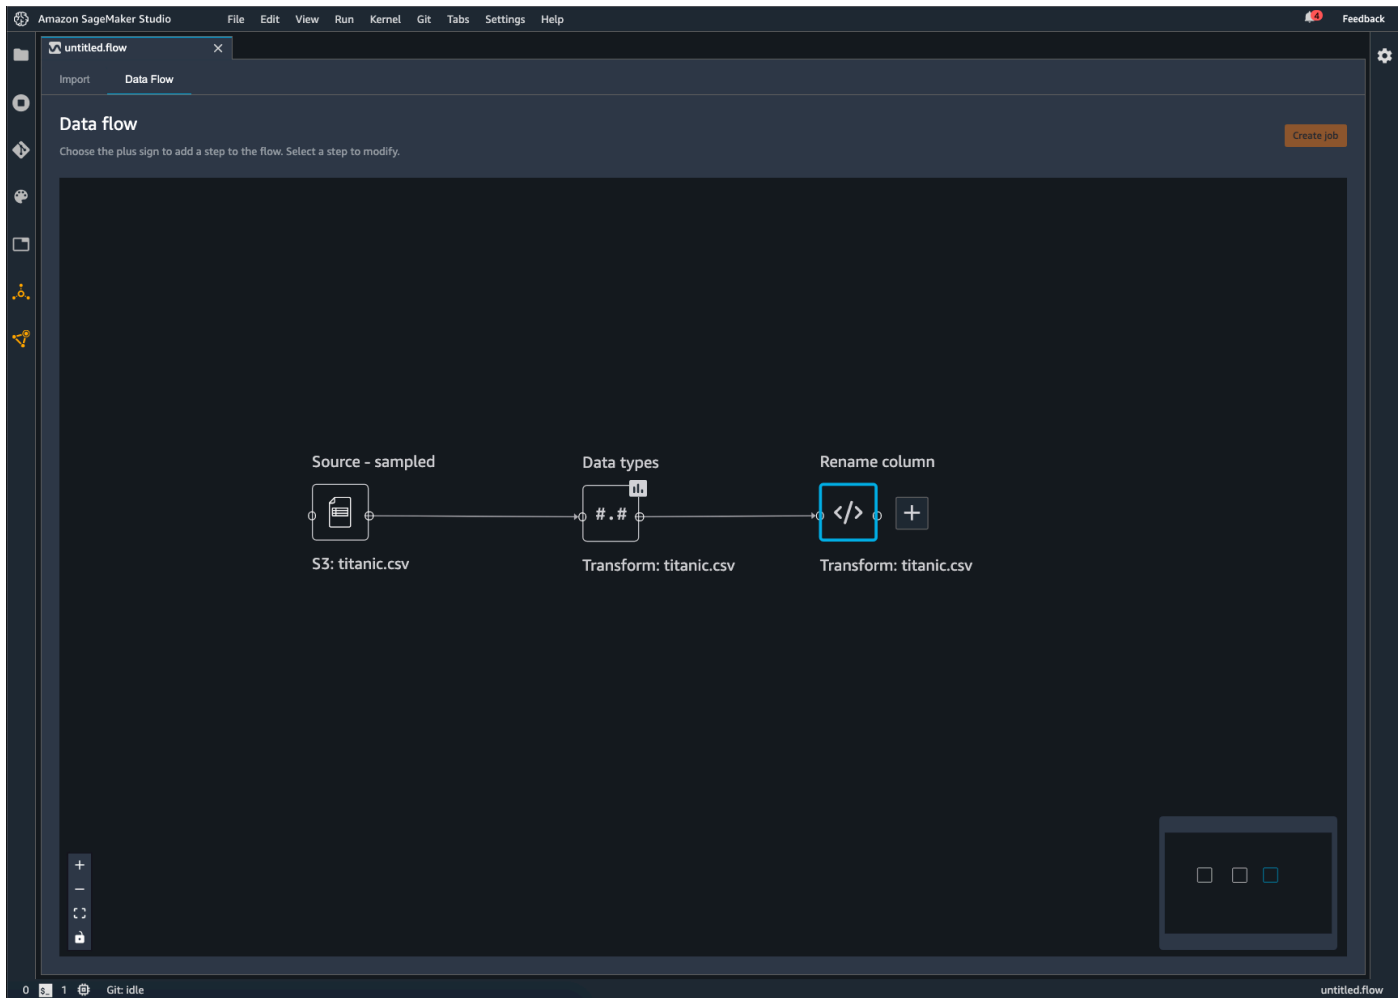 Amazon SageMaker Studio File Edit View Run Kernel Git Tabs Settings Help 4 Feedback
untitled.flow
Import Data Flow
Data flow
Create job
Choose the plus sign to add a step to the flow. Select a step to modify.
Source - sampled Data types Rename column
#.# </>
S3: titanic.csv Transform: titanic.csv Transform: titanic.csv
0 $_ 1 Git: idle untitled.flow